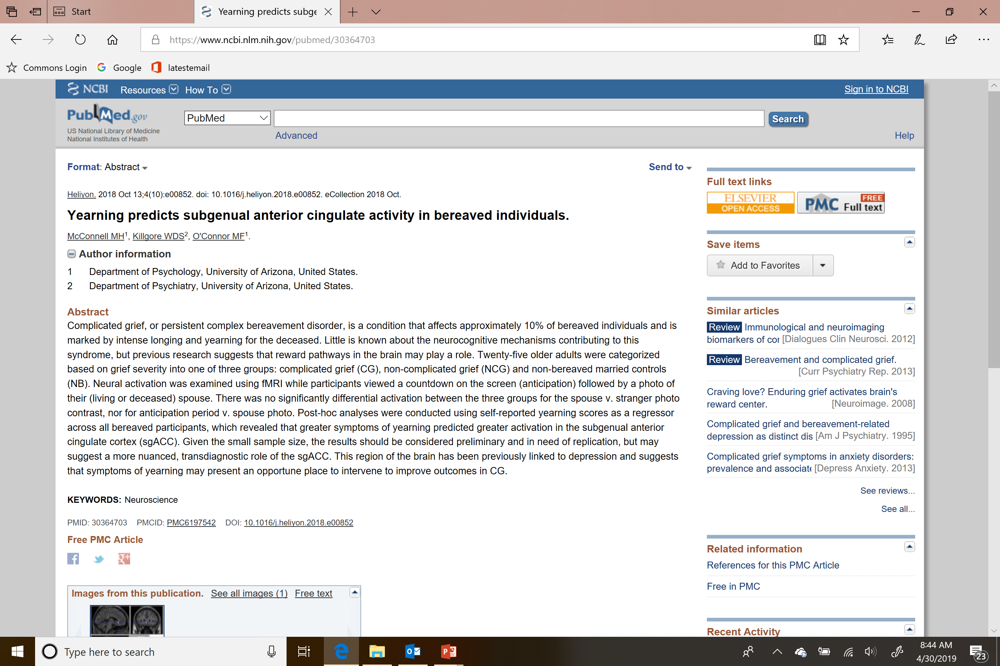 Start
Yearning predicts subge
https://www.ncbi.nlm.nih.gov/pubmed/30364703
Commons Login
Google
latestemail
NCBI
Resources
How To
Sign in to NCBI
PubMed.gov
US National Library of Medicine
National Institutes of Health
PubMed
Search
Advanced
Help
Format: Abstract
Send to
Heliyon. 2018 Oct 13;4(10):e00852. doi: 10.1016/j.heliyon.2018.e00852. eCollection 2018 Oct.
Yearning predicts subgenual anterior cingulate activity in bereaved individuals.
McConnell MH1, Killgore WDS2, O'Connor MF1.
Author information
1 Department of Psychology, University of Arizona, United States.
2 Department of Psychiatry, University of Arizona, United States.
Abstract
Complicated grief, or persistent complex bereavement disorder, is a condition that affects approximately 10% of bereaved individuals and is
marked by intense longing and yearning for the deceased. Little is known about the neurocognitive mechanisms contributing to this
syndrome, but previous research suggests that reward pathways in the brain may play a role. Twenty-five older adults were categorized
based on grief severity into one of three groups: complicated grief (CG), non-complicated grief (NCG) and non-bereaved married controls
(NB). Neural activation was examined using fMRI while participants viewed a countdown on the screen (anticipation) followed by a photo of
their (living or deceased) spouse. There was no significantly differential activation between the three groups for the spouse v. stranger photo
contrast, nor for anticipation period v. spouse photo. Post-hoc analyses were conducted using self-reported yearning scores as a regressor
across all bereaved participants, which revealed that greater symptoms of yearning predicted greater activation in the subgenual anterior
cingulate cortex (sgACC). Given the small sample size, the results should be considered preliminary and in need of replication, but may
suggest a more nuanced, transdiagnostic role of the sgACC. This region of the brain has been previously linked to depression and suggests
that symptoms of yearning may present an opportune place to intervene to improve outcomes in CG.
KEYWORDS: Neuroscience
PMID: 30364703 PMCID: PMC6197542 DOI: 10.1016/j.heliyon.2018.e00852
Free PMC Article
f
g+
Images from this publication. See all images (1) Free text
Full text links
ELSEVIER
OPEN ACCESS
PMC
FREE
Full text
Save items
Add to Favorites
Similar articles
Review Immunological and neuroimaging
biomarkers of cor [Dialogues Clin Neurosci. 2012]
Review Bereavement and complicated grief.
[Curr Psychiatry Rep. 2013]
Craving love? Enduring grief activates brain's
reward center. [Neuroimage. 2008]
Complicated grief and bereavement-related
depression as distinct dis [Am J Psychiatry. 1995]
Complicated grief symptoms in anxiety disorders:
prevalence and associate [Depress Anxiety. 2013]
See reviews...
See all...
Related information
References for this PMC Article
Free in PMC
Recent Activity
Type here to search
8:44 AM
4/30/2019
23